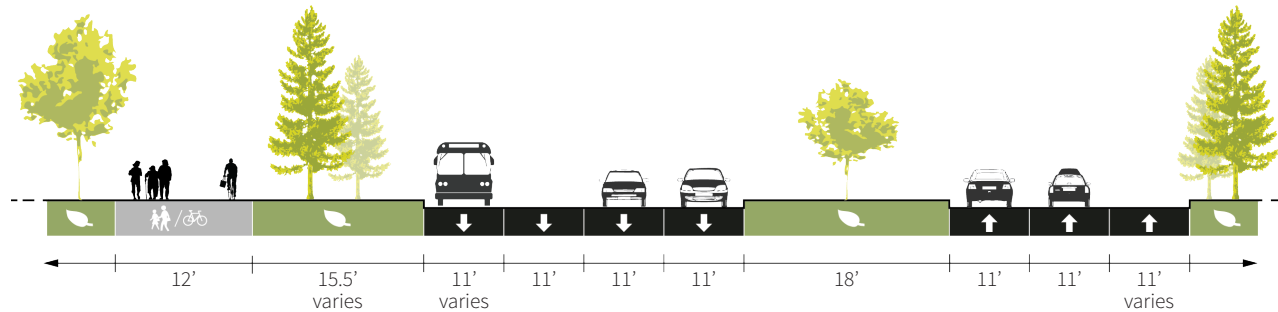 12’ 15.5’ 11’ 11’ 11’ 11’ 18’ 11’ 11’ 11’
varies varies varies